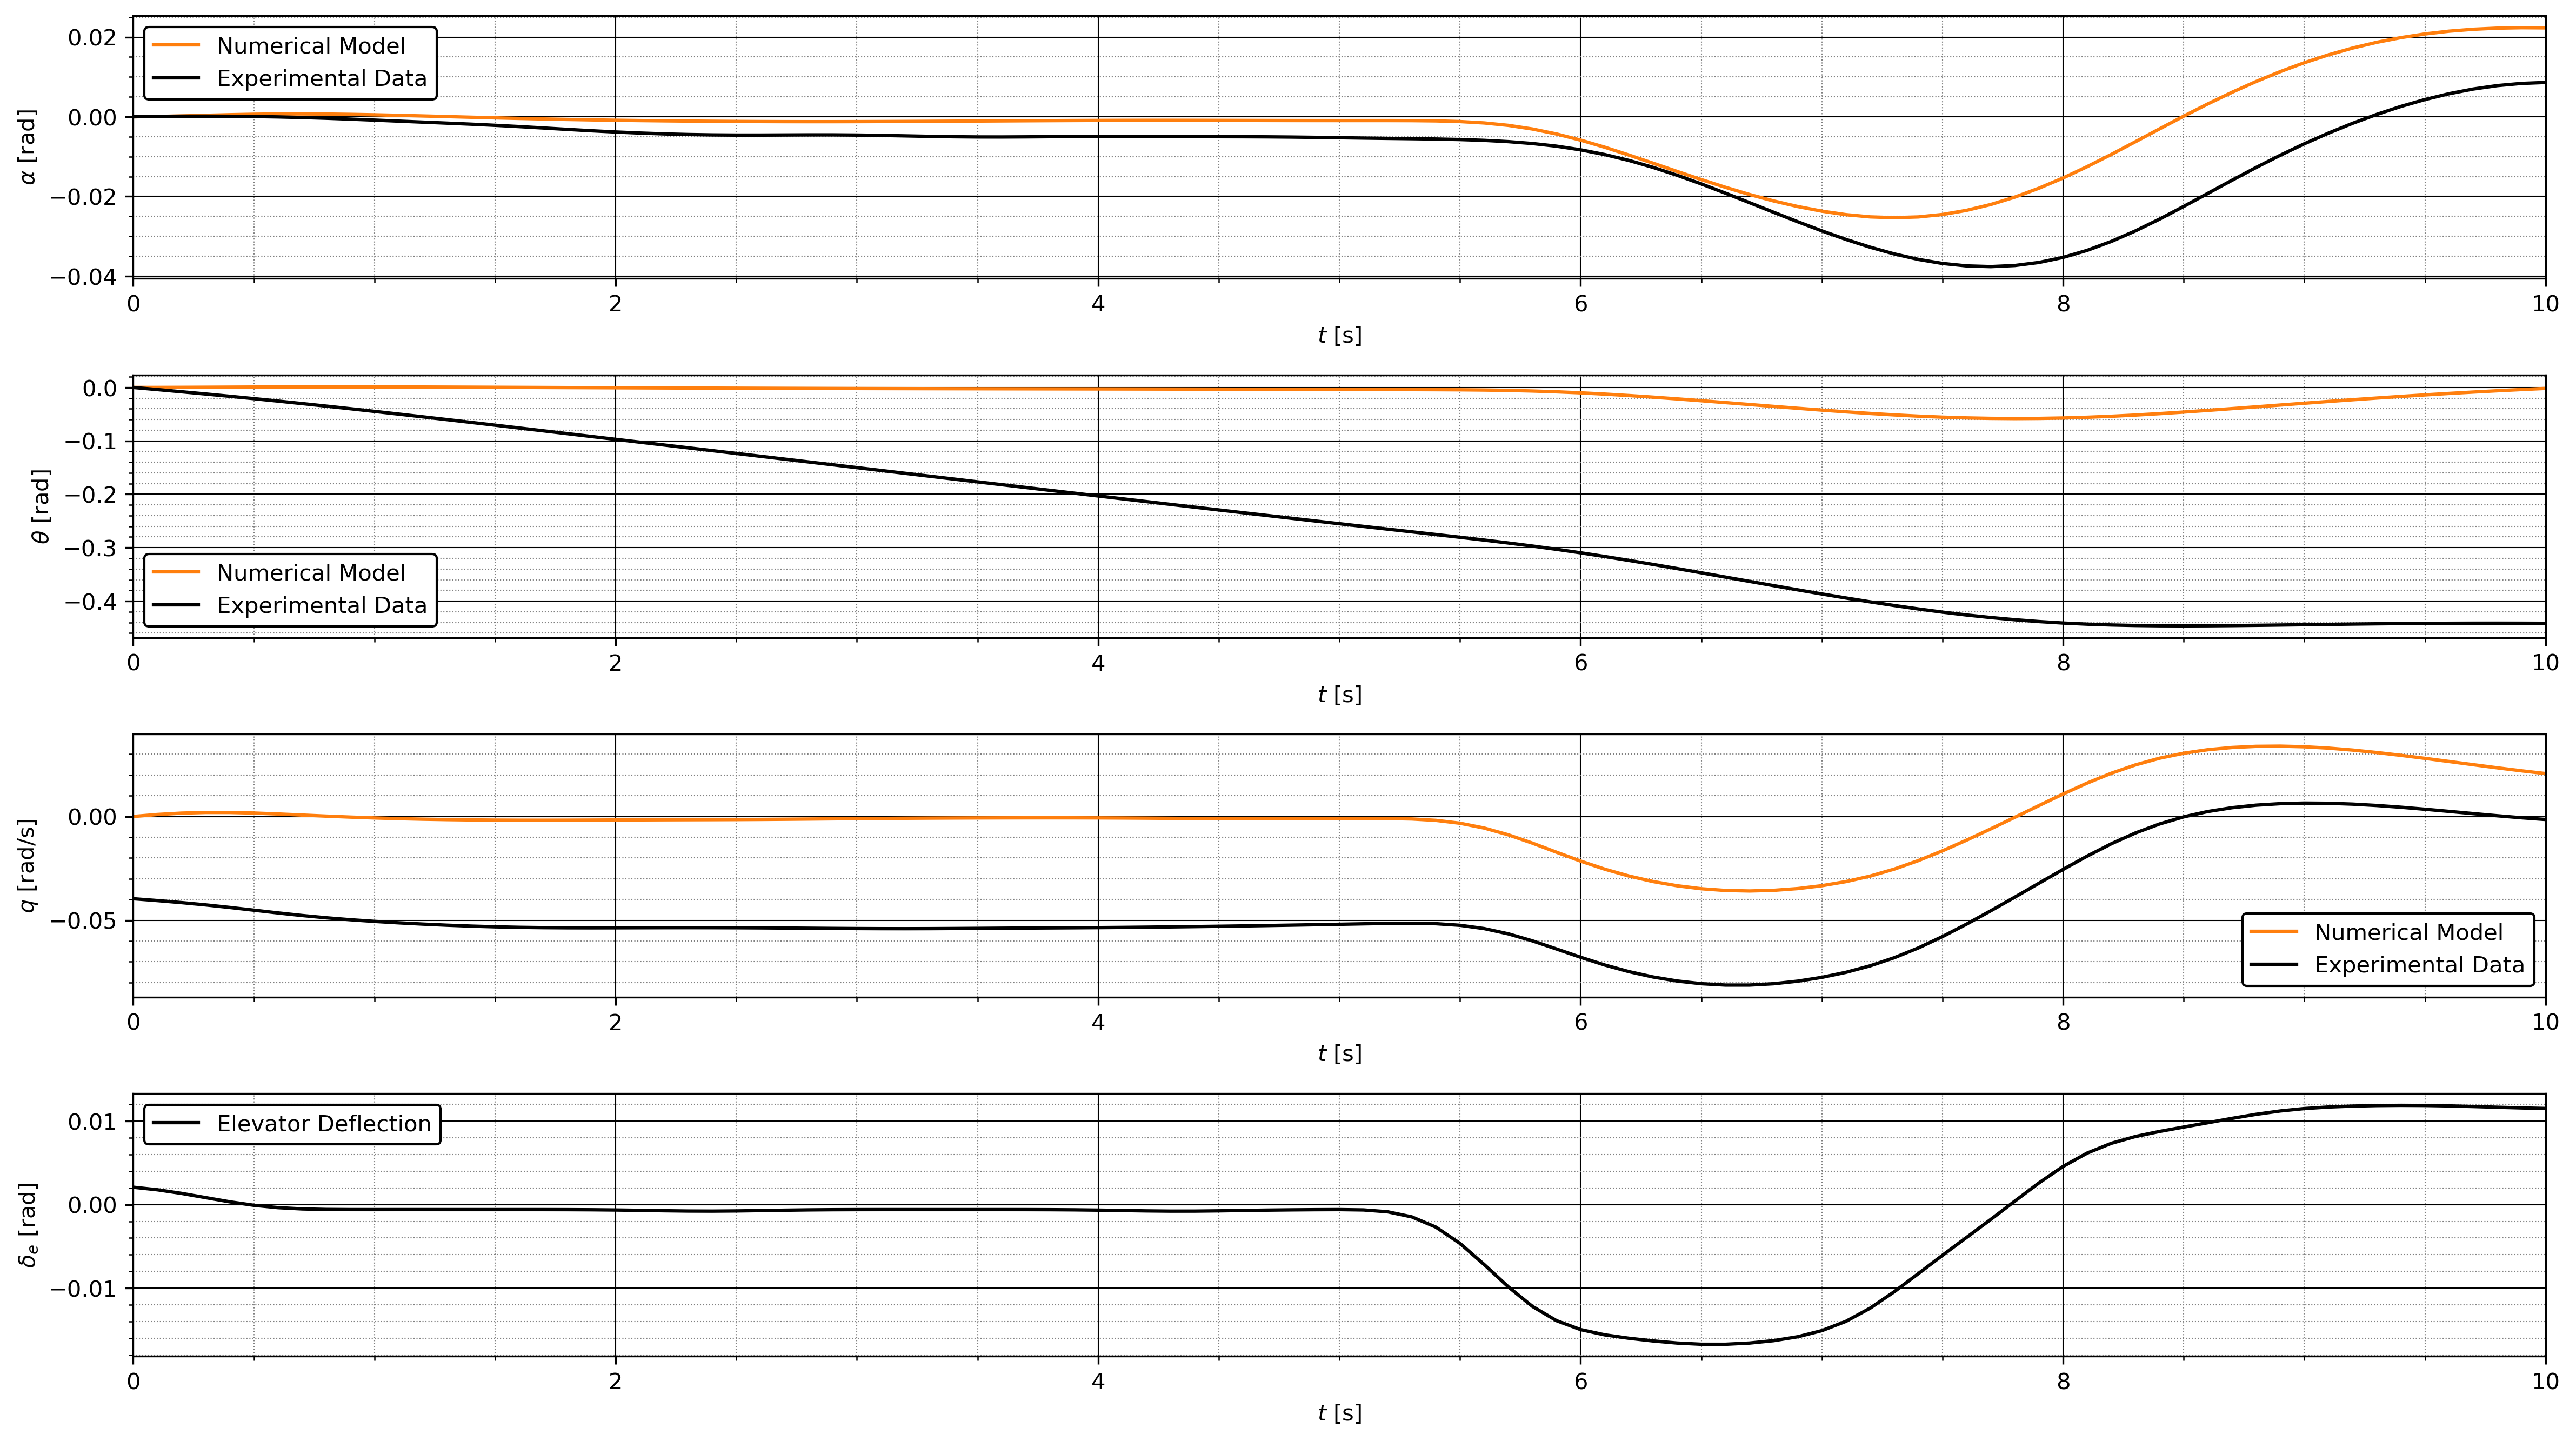 0.02
0.00
−0.02
−0.04
α [rad]
Numerical Model
Experimental Data
0 2 4 6 8 10
t [s]
0.0
−0.1
−0.2
−0.3
−0.4
θ [rad]
Numerical Model
Experimental Data
0 2 4 6 8 10
t [s]
0.00
−0.05
q [rad/s]
Numerical Model
Experimental Data
0 2 4 6 8 10
t [s]
0.01
0.00
−0.01
δₑ [rad]
Elevator Deflection
0 2 4 6 8 10
t [s]